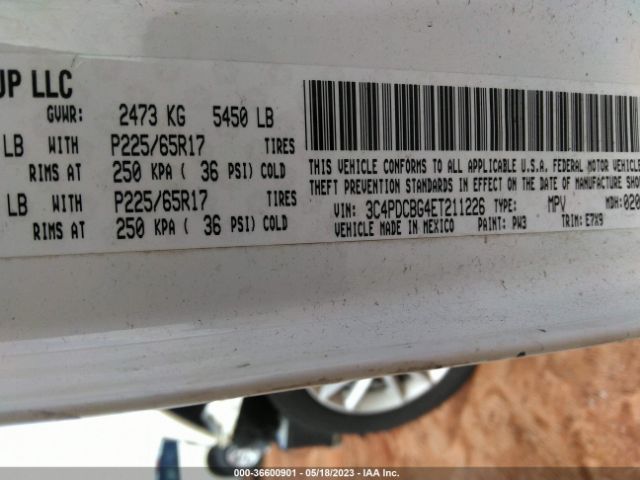 UP LLC
GVWR: 2473 KG 5450 LB
LB WITH P225/65R17 TIRES
RIMS AT 250 KPA ( 36 PSI) COLD
LB WITH P225/65R17 TIRES
RIMS AT 250 KPA ( 36 PSI) COLD
THIS VEHICLE CONFORMS TO ALL APPLICABLE U.S.A. FEDERAL MOTOR VEHICLE
THEFT PREVENTION STANDARDS IN EFFECT ON THE DATE OF MANUFACTURE SH
VIN: 3C4PDCBG4ET211226 TYPE: MPV MDH: 020
VEHICLE MADE IN MEXICO PAINT: PW3 TRIM: E7X9
000-36600901 - 05/18/2023 - IAA Inc.